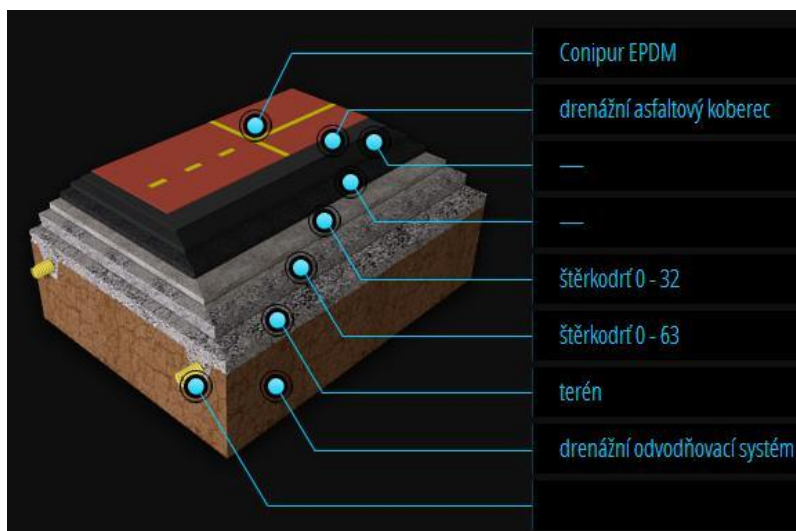 Conipur EPDM
drenážní asfaltový koberec
—
—
štěrkodrť 0 - 32
štěrkodrť 0 - 63
terén
drenážní odvodňovací systém